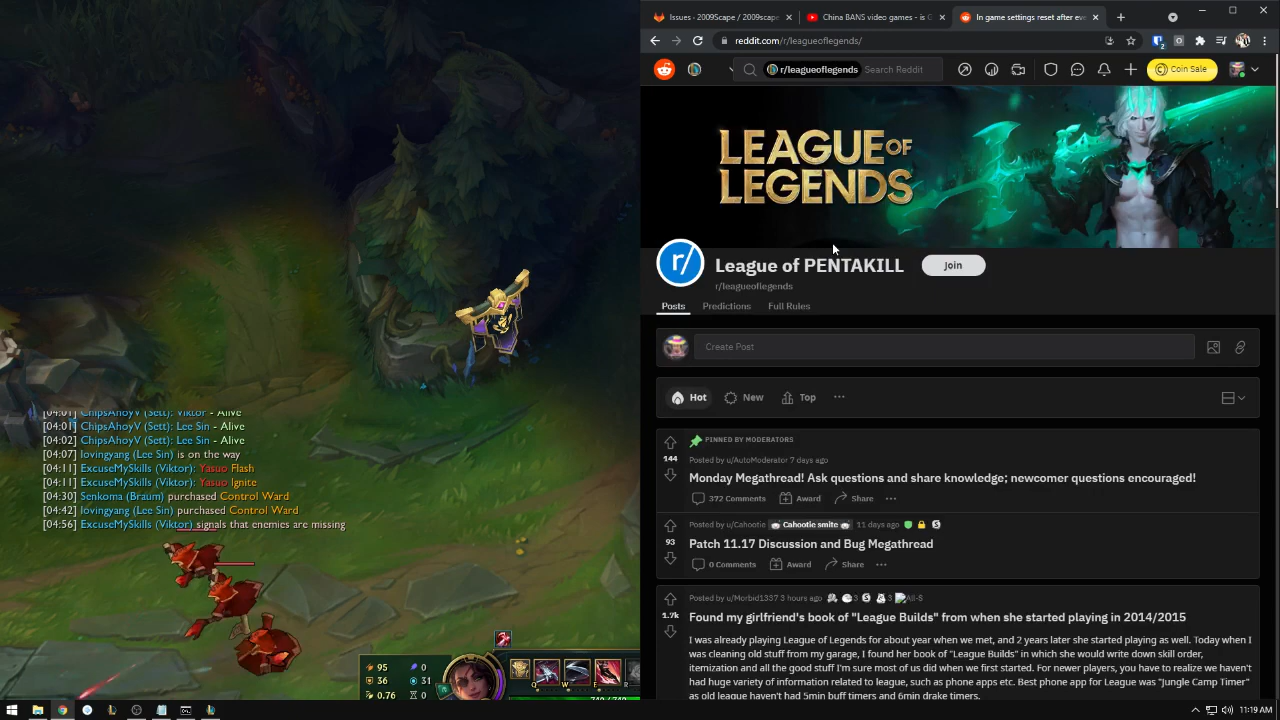 [04:01] ChipsAhoyV (Sett): Viktor - Alive
[04:01] ChipsAhoyV (Sett): Lee Sin - Alive
[04:02] ChipsAhoyV (Sett): Lee Sin - Alive
[04:07] lovingyang (Lee Sin) is on the way
[04:11] ExcuseMySkills (Viktor): Yasuo Flash
[04:11] ExcuseMySkills (Viktor): Yasuo Ignite
[04:30] Senkoma (Braum) purchased Control Ward
[04:42] lovingyang (Lee Sin) purchased Control Ward
[04:56] ExcuseMySkills (Viktor) signals that enemies are missing
95 0
36 31
0.76 0
Q W E R
Issues - 2009Scape / 2009scape
China BANS video games - is G
In game settings reset after eve
reddit.com/r/leagueoflegends/
r/leagueoflegends Search Reddit
Coin Sale
LEAGUE OF
LEGENDS
r/
League of PENTAKILL
Join
r/leagueoflegends
Posts Predictions Full Rules
Create Post
Hot New Top ...
PINNED BY MODERATORS
144
Posted by u/AutoModerator 7 days ago
Monday Megathread! Ask questions and share knowledge; newcomer questions encouraged!
372 Comments Award Share ...
Posted by u/Cahootie Cahootie smite 11 days ago
93
Patch 11.17 Discussion and Bug Megathread
0 Comments Award Share ...
Posted by u/Morbid1337 3 hours ago 3 3 All-S
1.7k
Found my girlfriend's book of "League Builds" from when she started playing in 2014/2015
I was already playing League of Legends for about year when we met, and 2 years later she started playing as well. Today when I
was cleaning old stuff from my garage, I found her book of "League Builds" in which she would write down skill order,
itemization and all the good stuff I'm sure most of us did when we first started. For newer players, you have to realize we haven't
had huge variety of information related to league, such as phone apps etc. Best phone app for League was "Jungle Camp Timer"
as old league haven't had 5min buff timers and 6min drake timers.
11:19 AM